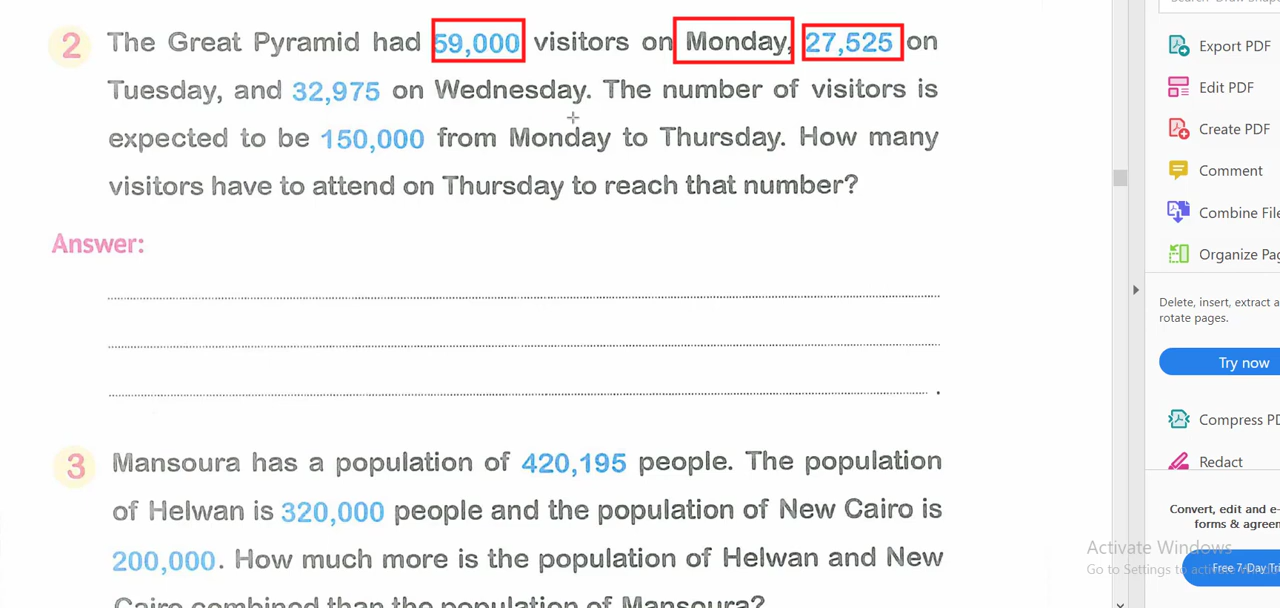 2 The Great Pyramid had 59,000 visitors on Monday, 27,525 on
Tuesday, and 32,975 on Wednesday. The number of visitors is
expected to be 150,000 from Monday to Thursday. How many
visitors have to attend on Thursday to reach that number?
Answer:
3 Mansoura has a population of 420,195 people. The population
of Helwan is 320,000 people and the population of New Cairo is
200,000. How much more is the population of Helwan and New
Cairo combined than the population of Mansoura?
Export PDF
Edit PDF
Create PDF
Comment
Combine File
Organize Pag
Delete, insert, extract a
rotate pages.
Try now
Compress PD
Redact
Convert, edit and e-
forms & agreem
Activate Windows
Go to Settings to
Free 7-Day Tri